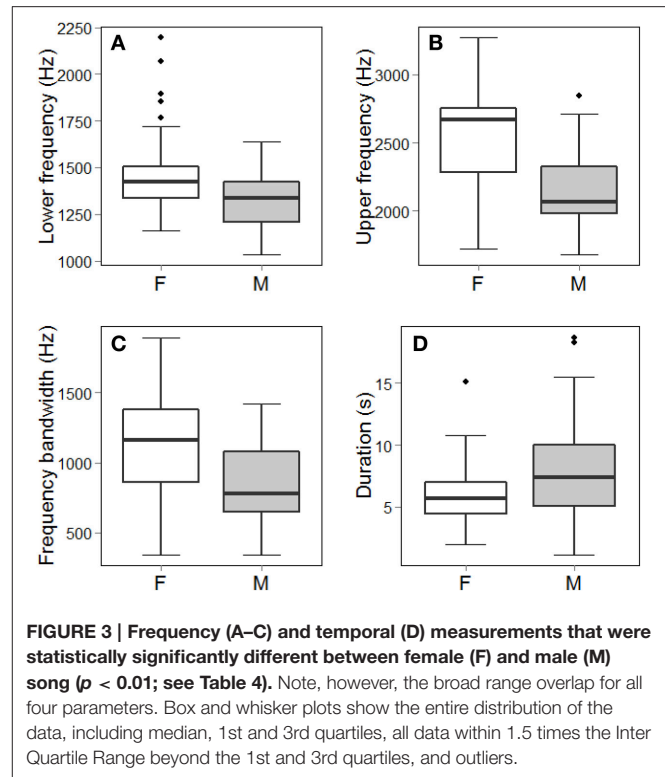 A
Lower frequency (Hz)
2250
2000
1750
1500
1250
1000
F
M
B
Upper frequency (Hz)
3000
2500
2000
F
M
C
Frequency bandwidth (Hz)
1500
1000
500
F
M
D
Duration (s)
15
10
5
F
M
FIGURE 3 | Frequency (A–C) and temporal (D) measurements that were
statistically significantly different between female (F) and male (M)
song (p < 0.01; see Table 4). Note, however, the broad range overlap for all
four parameters. Box and whisker plots show the entire distribution of the
data, including median, 1st and 3rd quartiles, all data within 1.5 times the Inter
Quartile Range beyond the 1st and 3rd quartiles, and outliers.